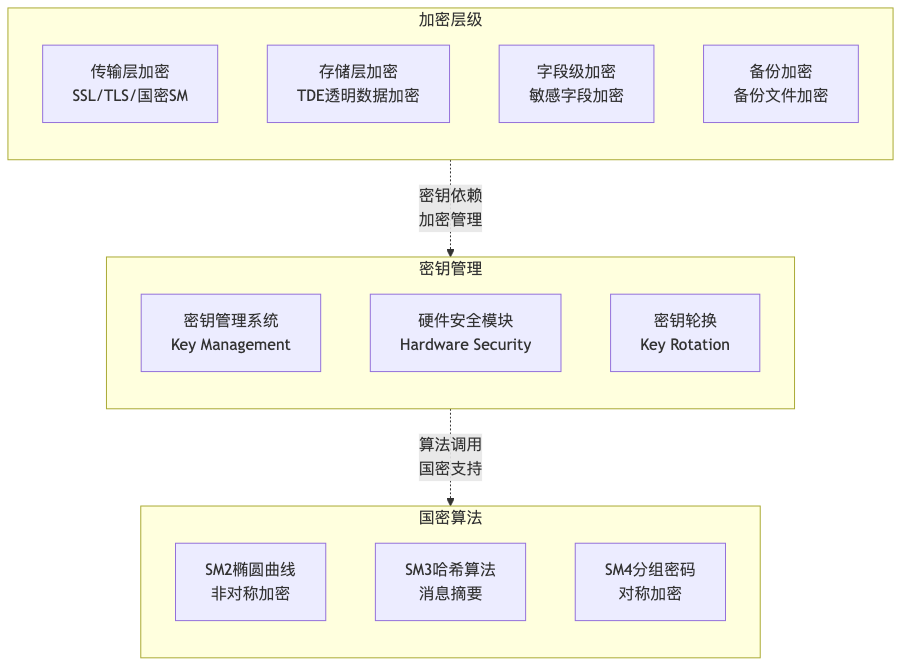 加密层级
传输层加密
SSL/TLS/国密SM
存储层加密
TDE透明数据加密
字段级加密
敏感字段加密
备份加密
备份文件加密
密钥依赖
加密管理
密钥管理
密钥管理系统
Key Management
硬件安全模块
Hardware Security
密钥轮换
Key Rotation
算法调用
国密支持
国密算法
SM2椭圆曲线
非对称加密
SM3哈希算法
消息摘要
SM4分组密码
对称加密